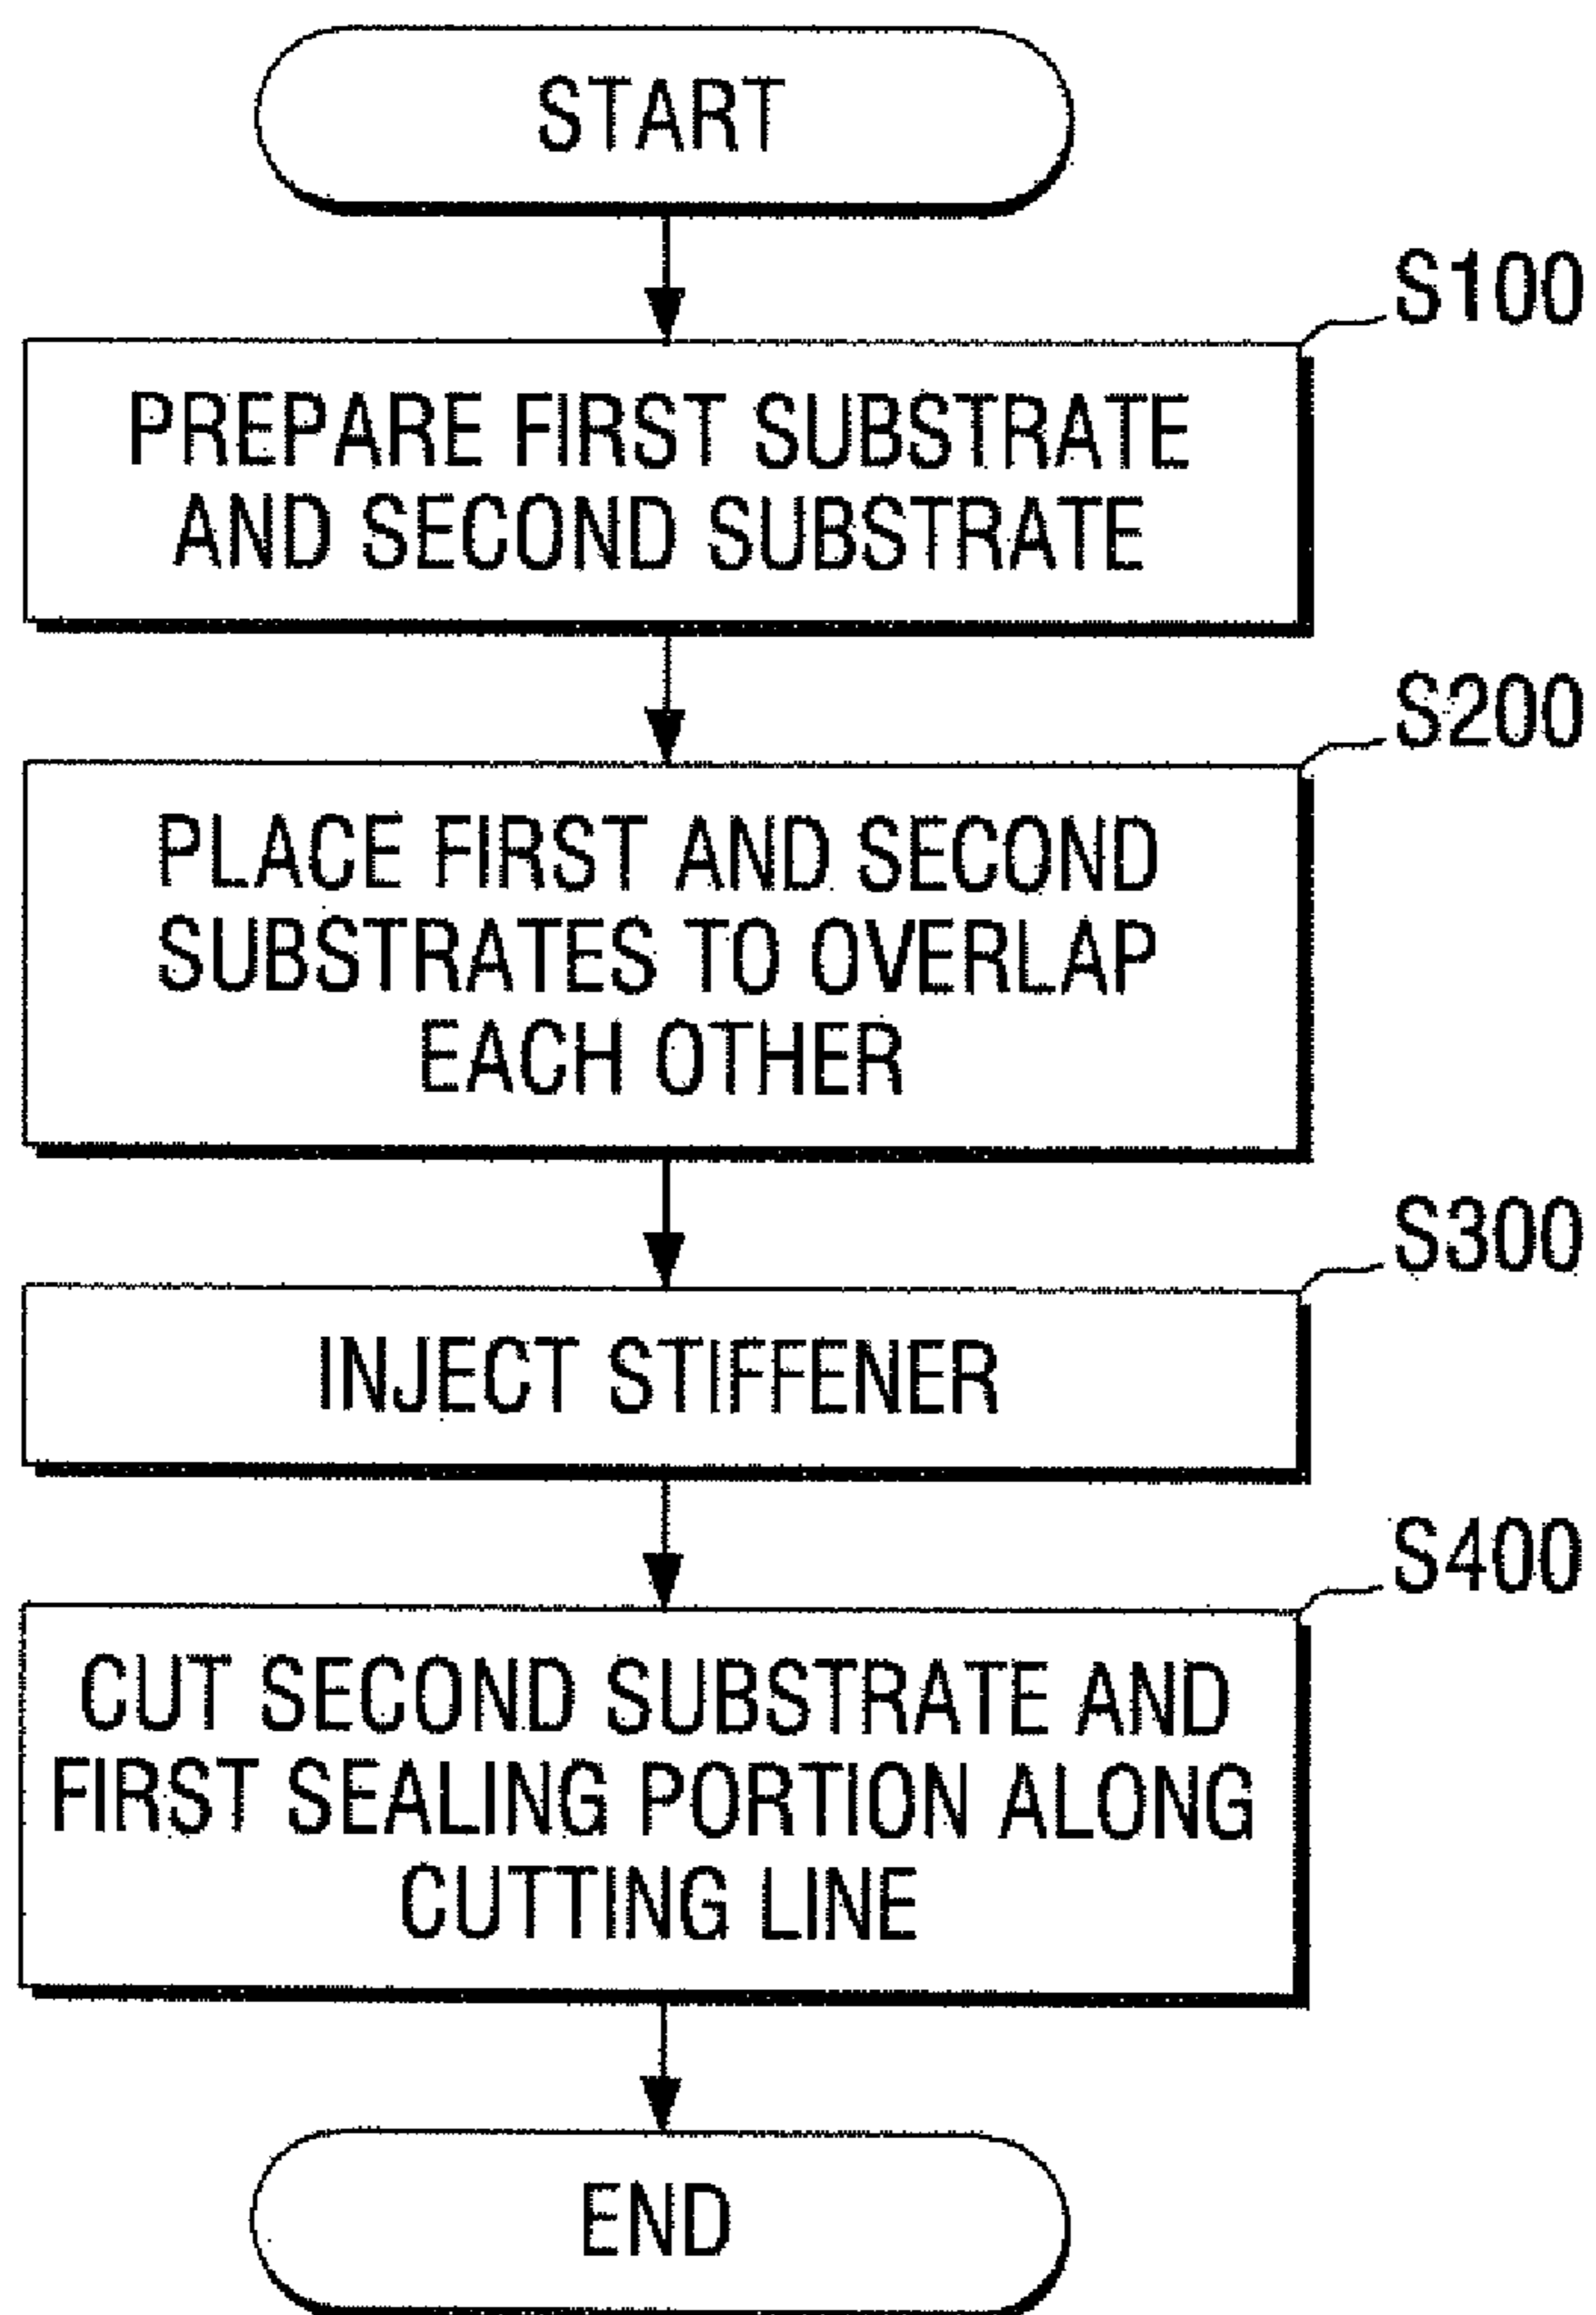 START
S100
PREPARE FIRST SUBSTRATE
AND SECOND SUBSTRATE
S200
PLACE FIRST AND SECOND
SUBSTRATES TO OVERLAP
EACH OTHER
S300
INJECT STIFFENER
S400
CUT SECOND SUBSTRATE AND
FIRST SEALING PORTION ALONG
CUTTING LINE
END